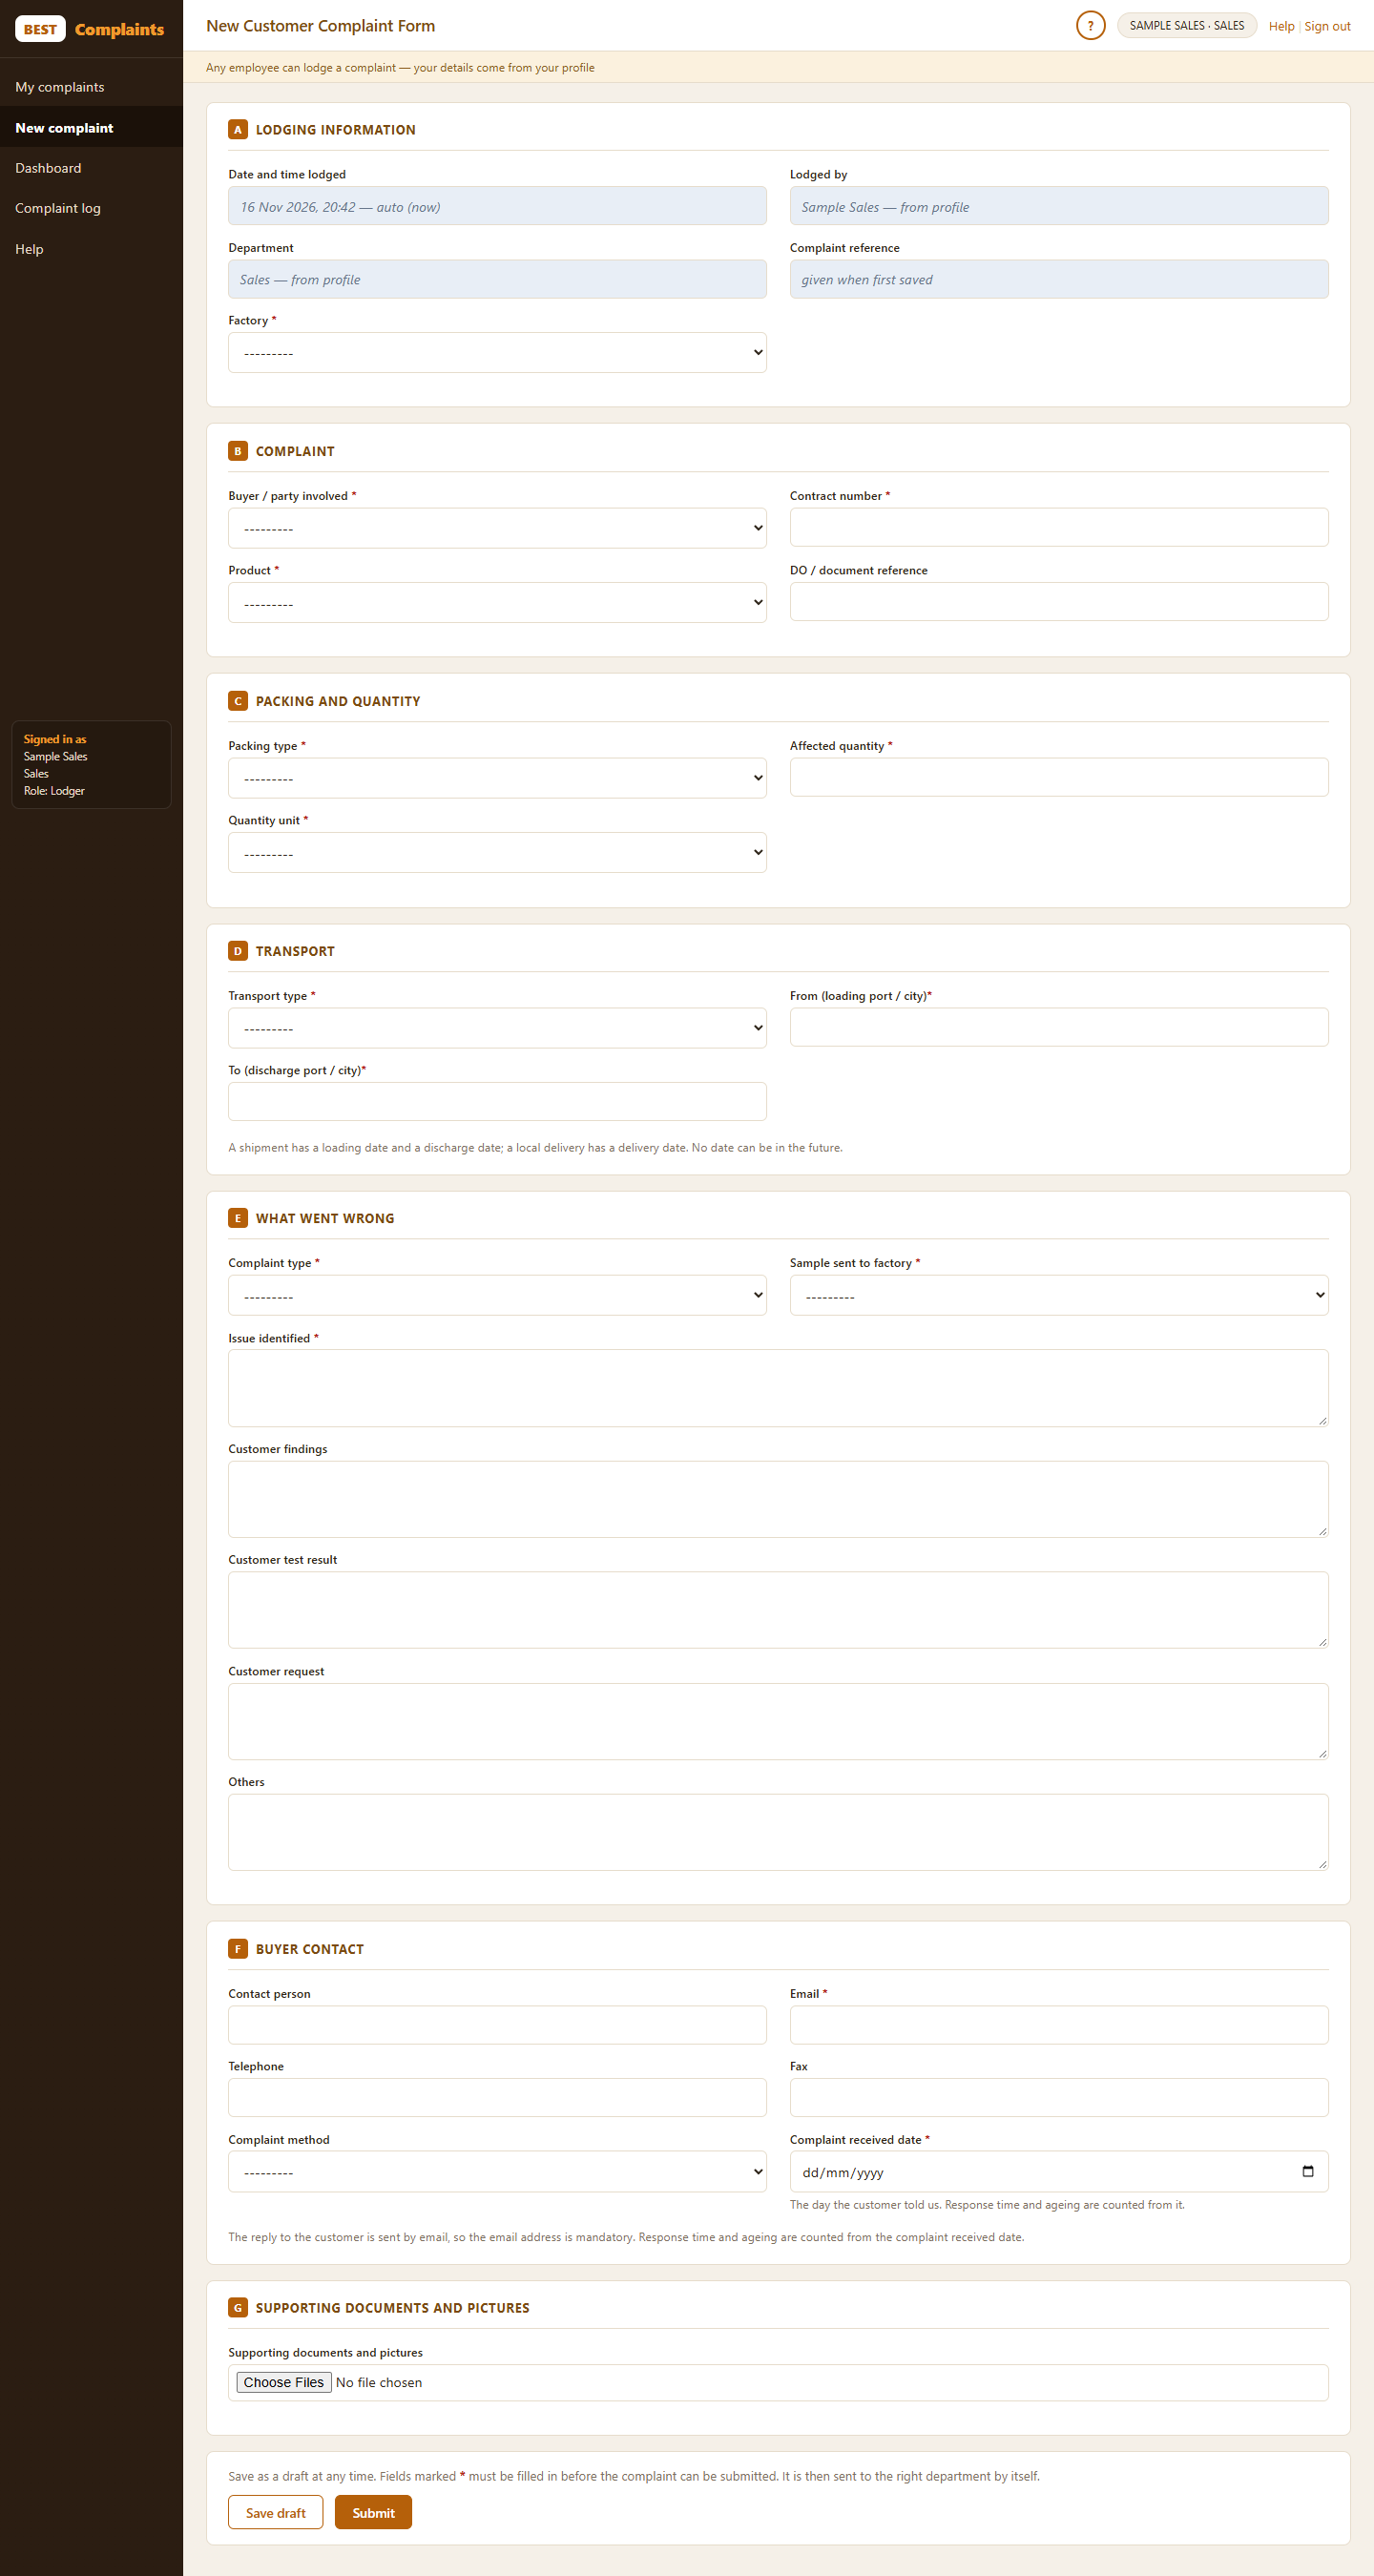 BEST Complaints
My complaints
New complaint
Dashboard
Complaint log
Help
Signed in as
Sample Sales
Sales
Role: Lodger
New Customer Complaint Form
? SAMPLE SALES · SALES Help | Sign out
Any employee can lodge a complaint — your details come from your profile
A LODGING INFORMATION
Date and time lodged Lodged by
16 Nov 2026, 20:42 — auto (now) Sample Sales — from profile
Department Complaint reference
Sales — from profile given when first saved
Factory *
---------
B COMPLAINT
Buyer / party involved * Contract number *
---------
Product * DO / document reference
---------
C PACKING AND QUANTITY
Packing type * Affected quantity *
---------
Quantity unit *
---------
D TRANSPORT
Transport type * From (loading port / city)*
---------
To (discharge port / city)*
A shipment has a loading date and a discharge date; a local delivery has a delivery date. No date can be in the future.
E WHAT WENT WRONG
Complaint type * Sample sent to factory *
--------- ---------
Issue identified *
Customer findings
Customer test result
Customer request
Others
F BUYER CONTACT
Contact person Email *
Telephone Fax
Complaint method Complaint received date *
--------- dd/mm/yyyy
The day the customer told us. Response time and ageing are counted from it.
The reply to the customer is sent by email, so the email address is mandatory. Response time and ageing are counted from the complaint received date.
G SUPPORTING DOCUMENTS AND PICTURES
Supporting documents and pictures
Choose Files No file chosen
Save as a draft at any time. Fields marked * must be filled in before the complaint can be submitted. It is then sent to the right department by itself.
Save draft Submit